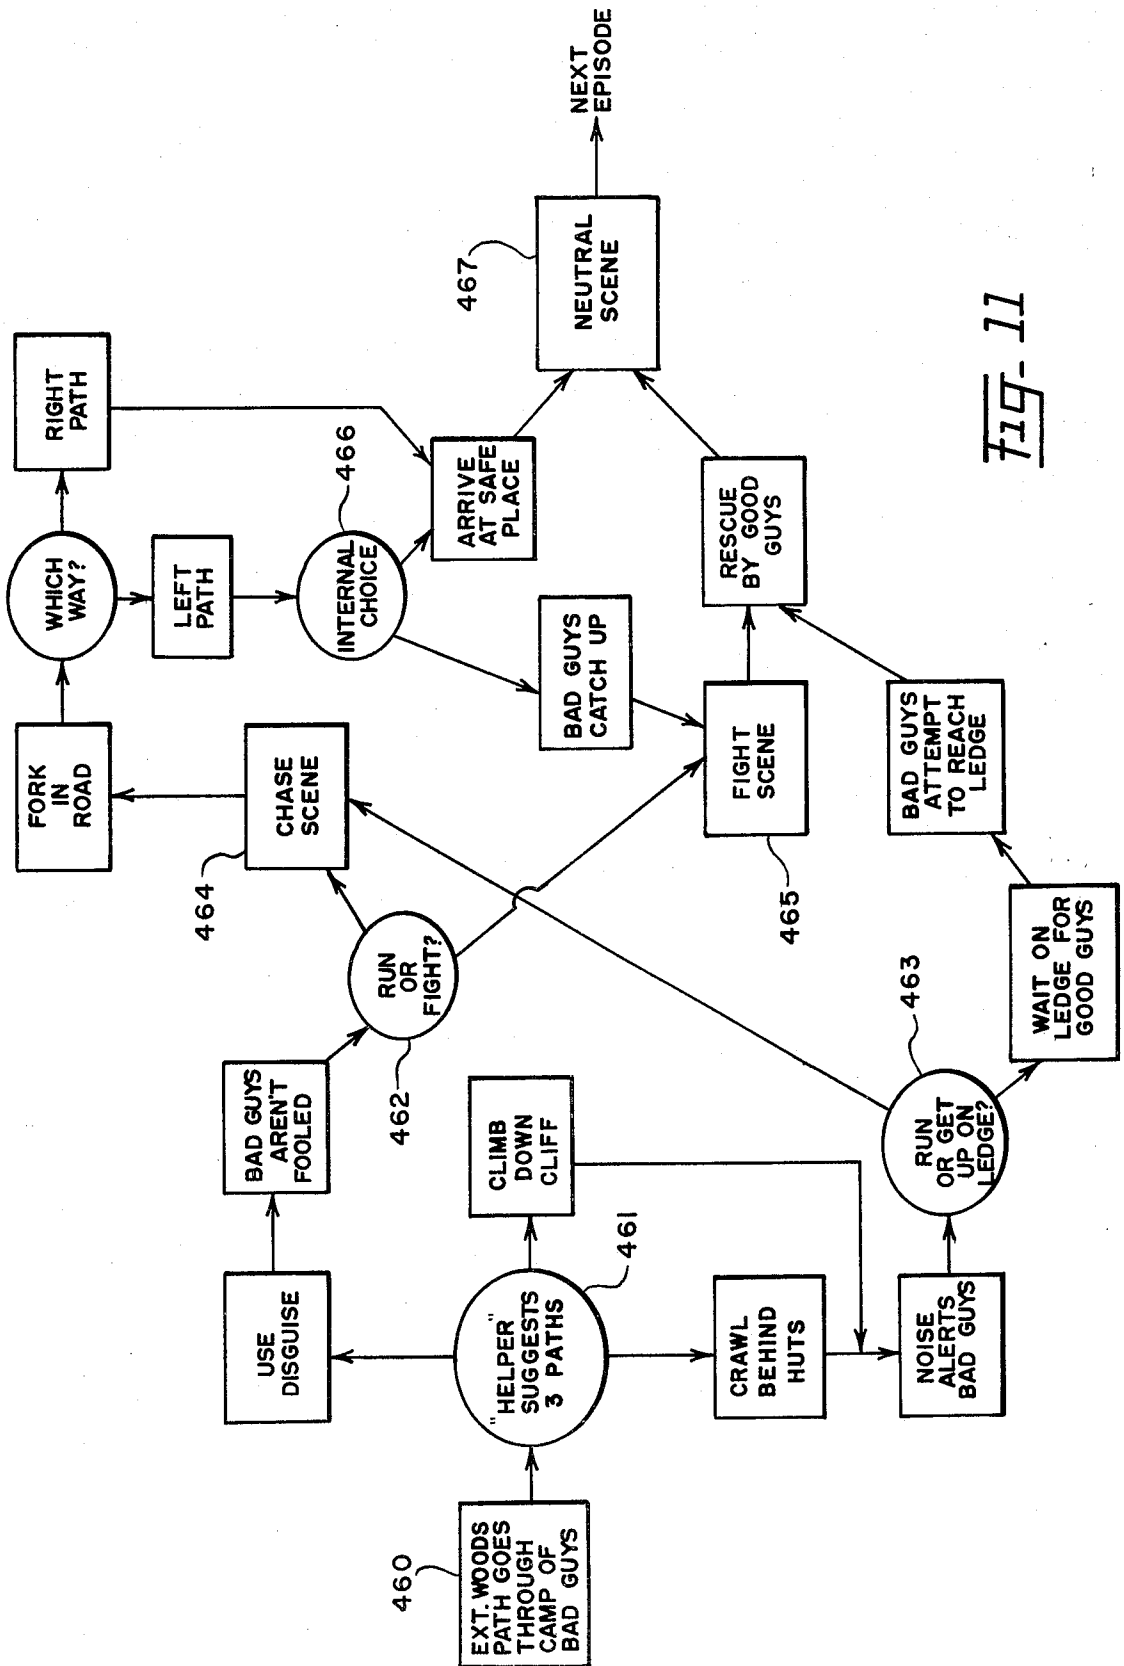 460
EXT. WOODS
PATH GOES
THROUGH
CAMP OF
BAD GUYS
"HELPER"
SUGGESTS
3 PATHS
461
USE
DISGUISE
CLIMB
DOWN
CLIFF
CRAWL
BEHIND
HUTS
BAD GUYS
AREN'T
FOOLED
NOISE
ALERTS
BAD GUYS
RUN
OR
FIGHT?
462
RUN
OR GET
UP ON
LEDGE?
463
464
CHASE
SCENE
WAIT ON
LEDGE FOR
GOOD GUYS
FORK
IN
ROAD
BAD GUYS
ATTEMPT
TO REACH
LEDGE
FIGHT
SCENE
465
WHICH
WAY?
LEFT
PATH
RIGHT
PATH
INTERNAL
CHOICE
466
BAD GUYS
CATCH UP
ARRIVE
AT SAFE
PLACE
RESCUE
BY GOOD
GUYS
467
NEUTRAL
SCENE
NEXT
EPISODE
Fig- 11